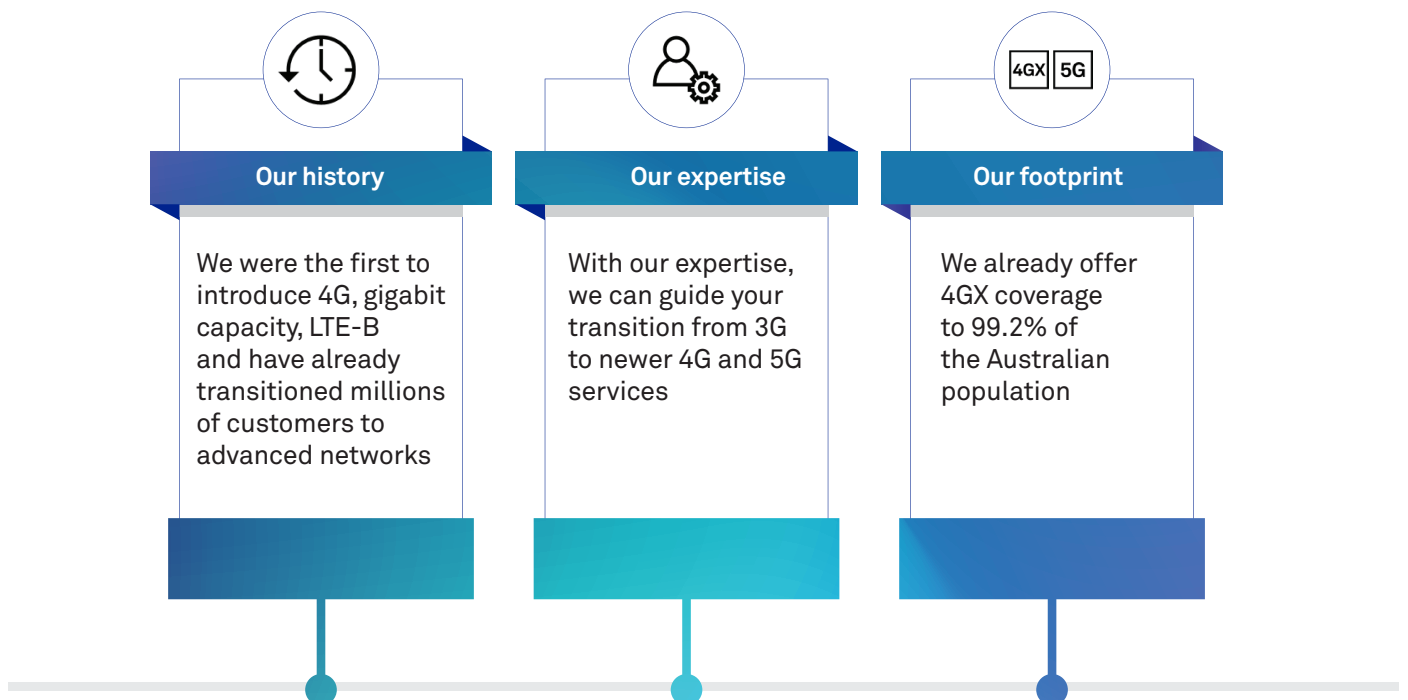 Our history
We were the first to
introduce 4G, gigabit
capacity, LTE-B
and have already
transitioned millions
of customers to
advanced networks
Our expertise
With our expertise,
we can guide your
transition from 3G
to newer 4G and 5G
services
4GX 5G
Our footprint
We already offer
4GX coverage
to 99.2% of
the Australian
population